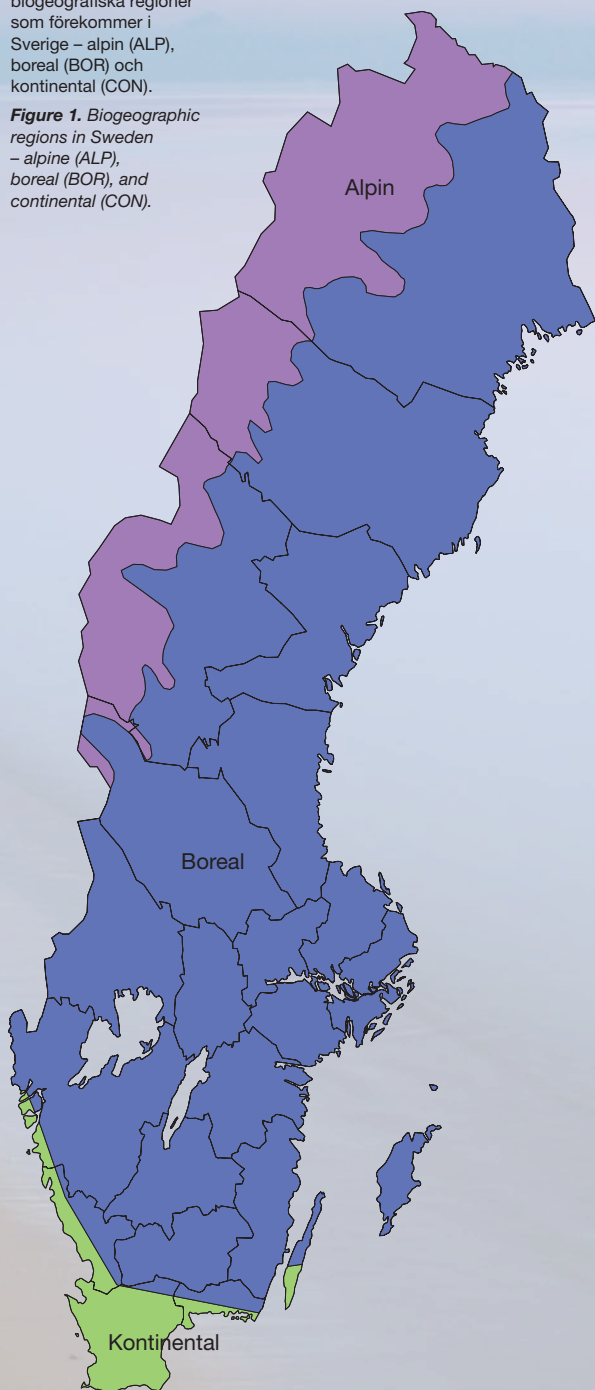 biogeografiska regioner
som förekommer i
Sverige – alpin (ALP),
boreal (BOR) och
kontinental (CON).
Figure 1. Biogeographic
regions in Sweden
– alpine (ALP),
boreal (BOR), and
continental (CON).
Alpin
Boreal
Kontinental